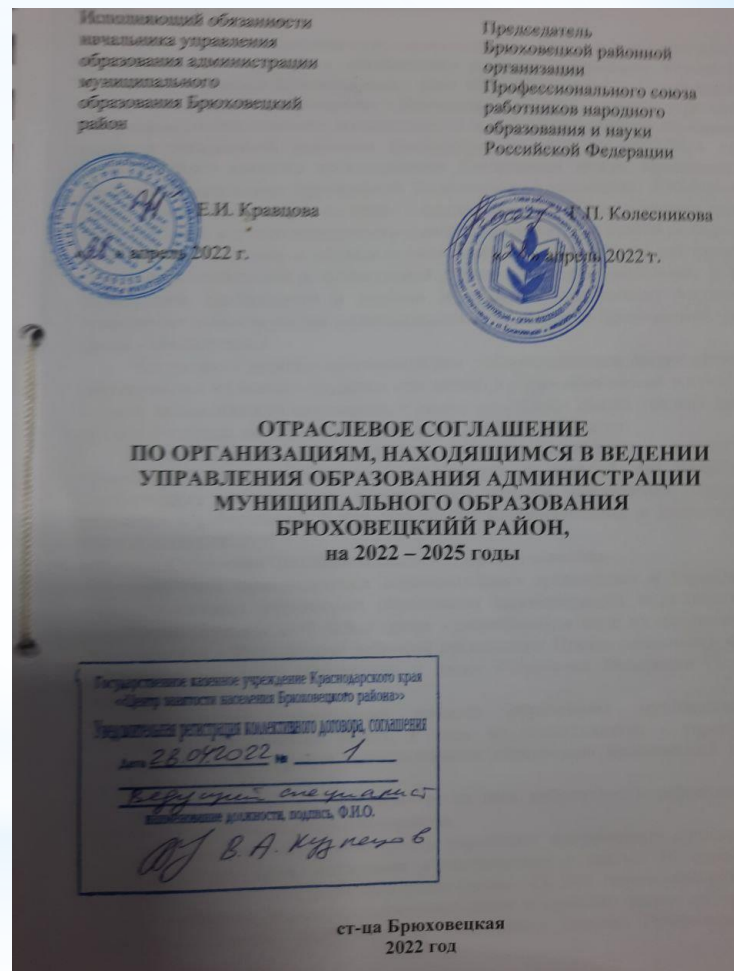 Исполняющий обязанности
начальника управления
образования администрации
муниципального
образования Брюховецкий
район
Е.И. Кравцова
«28» апрель 2022 г.
Председатель
Брюховецкой районной
организации
Профессионального союза
работников народного
образования и науки
Российской Федерации
Г.П. Колесникова
апрель 2022 г.
ОТРАСЛЕВОЕ СОГЛАШЕНИЕ
ПО ОРГАНИЗАЦИЯМ, НАХОДЯЩИМСЯ В ВЕДЕНИИ
УПРАВЛЕНИЯ ОБРАЗОВАНИЯ АДМИНИСТРАЦИИ
МУНИЦИПАЛЬНОГО ОБРАЗОВАНИЯ
БРЮХОВЕЦКИЙЙ РАЙОН,
на 2022 – 2025 годы
Государственное казенное учреждение Краснодарского края
«Центр занятости населения Брюховецкого района»
Уведомительная регистрация коллективного договора, соглашения
Дата 28.04.2022 № 1
Ведущий специалист
наименование должности, подпись, Ф.И.О.
В.А. Кузнецов
ст-ца Брюховецкая
2022 год